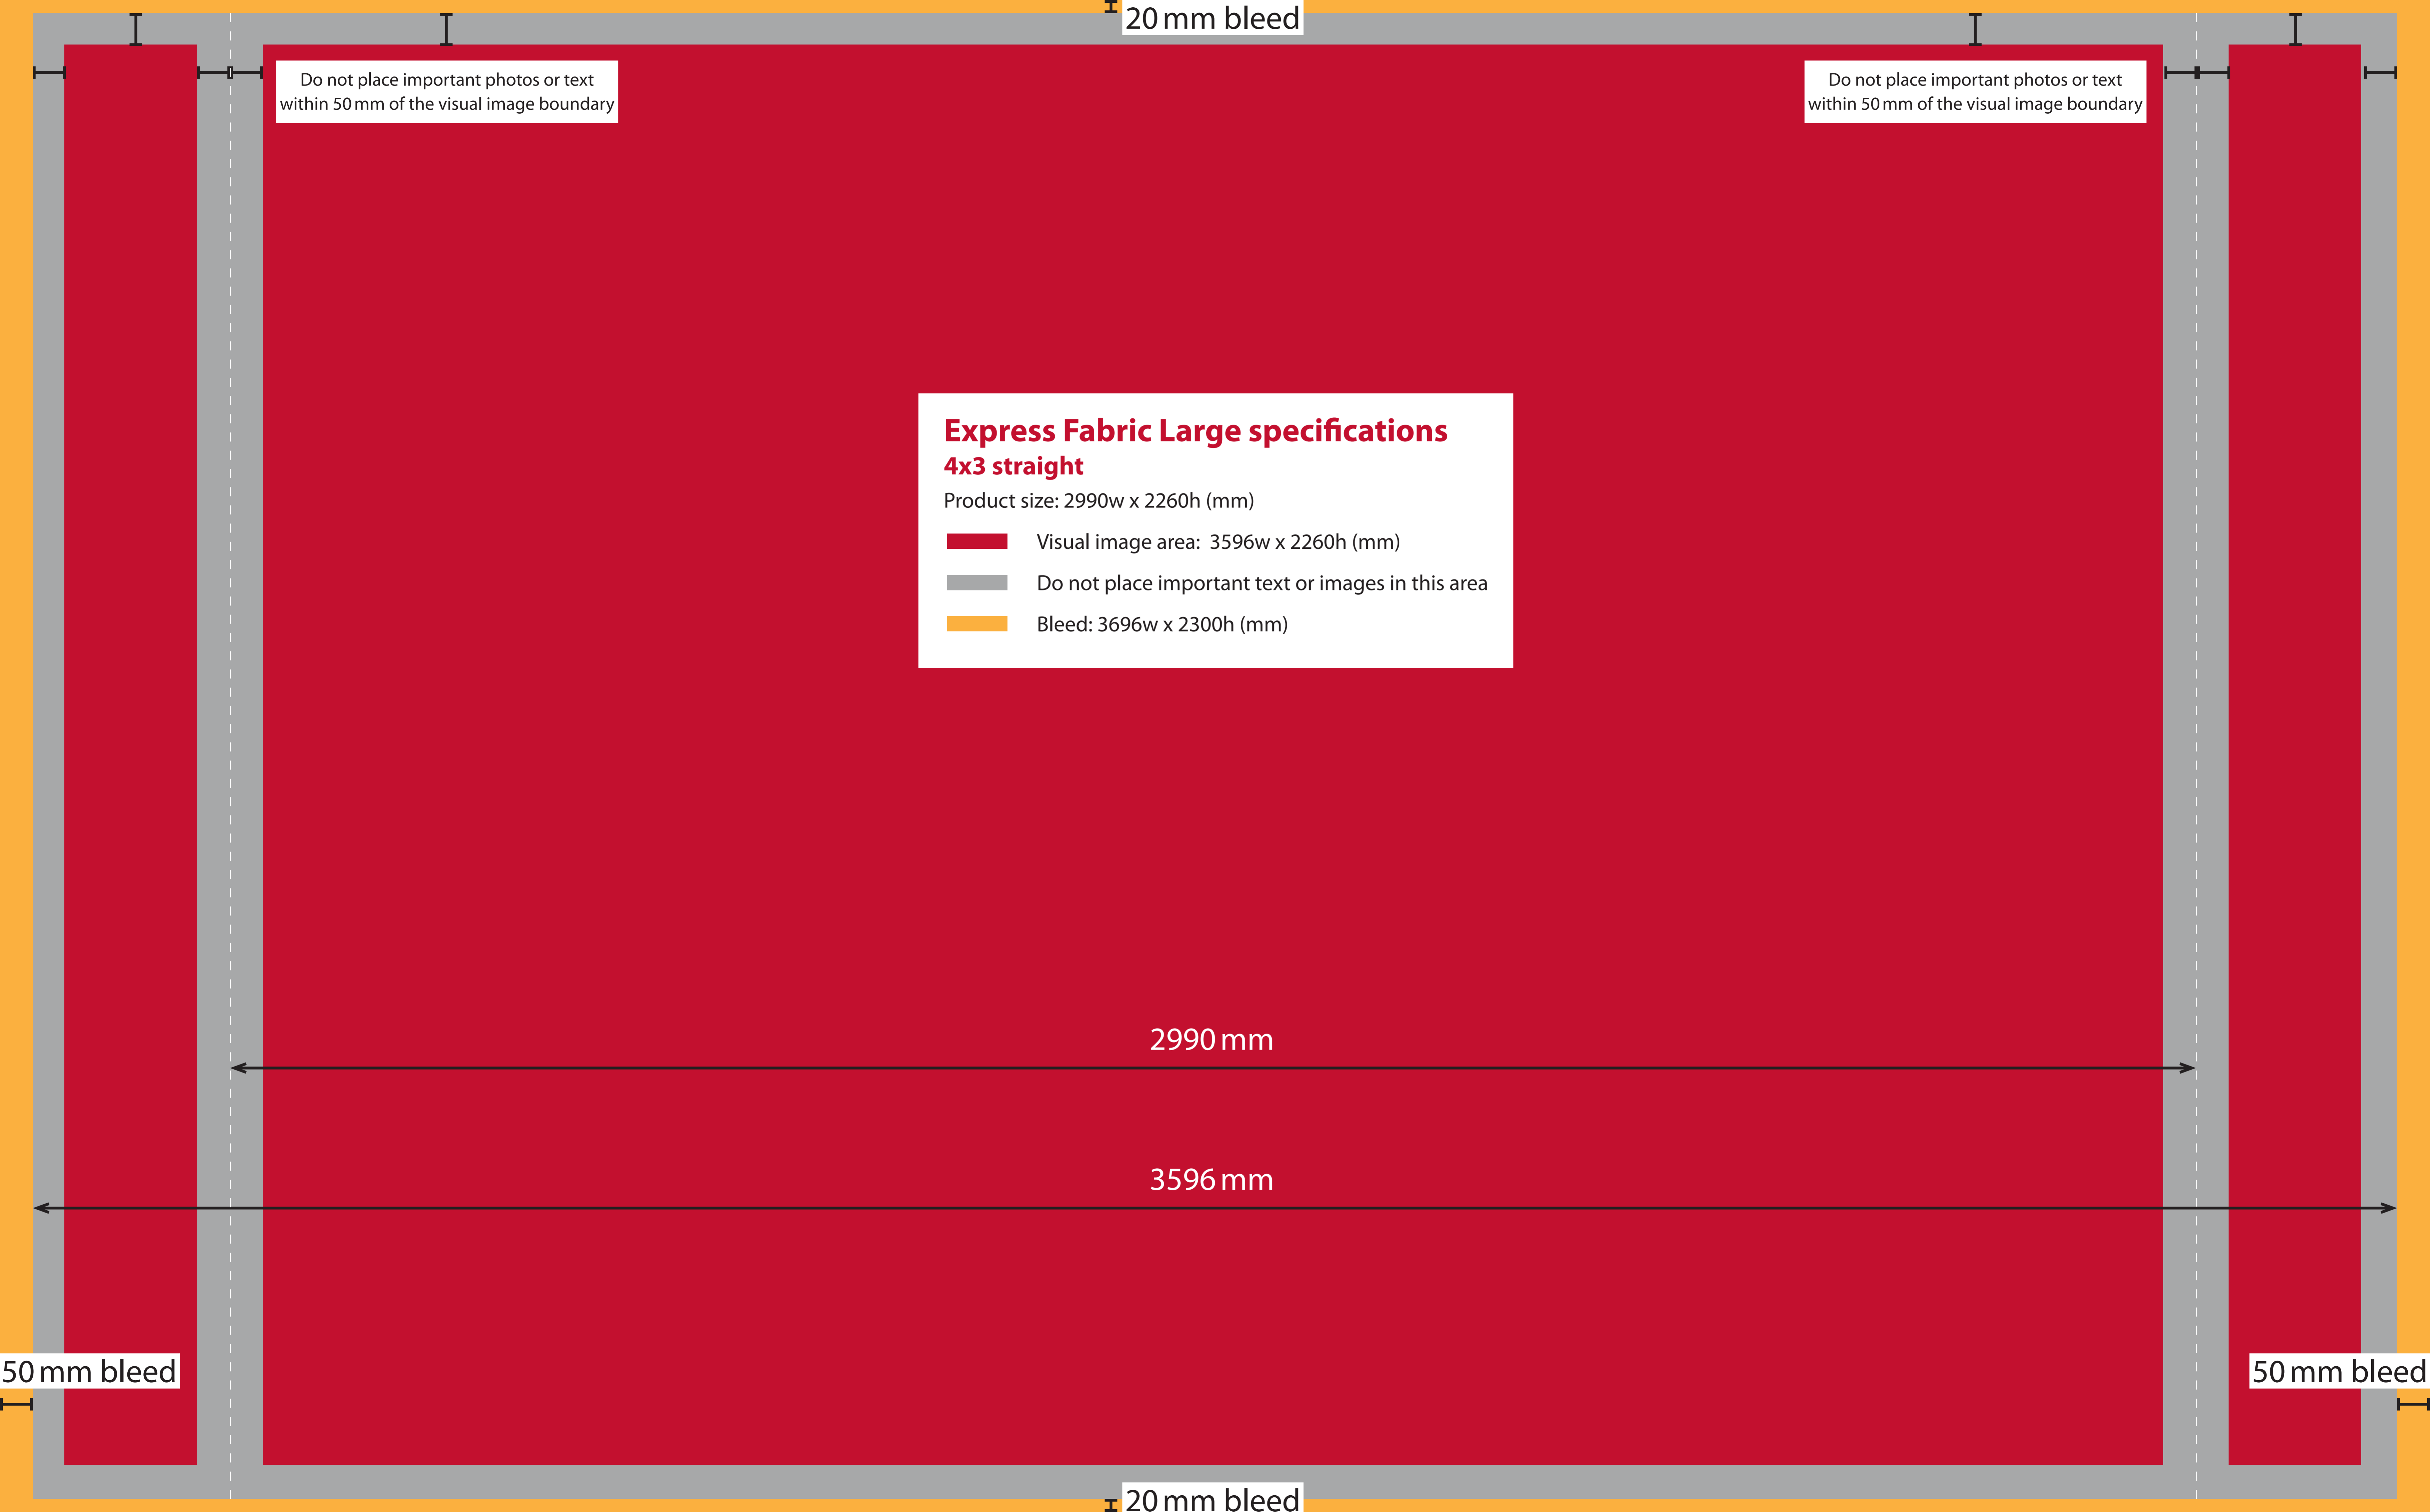 20 mm bleed
Do not place important photos or text
within 50 mm of the visual image boundary
Do not place important photos or text
within 50 mm of the visual image boundary
Express Fabric Large specifications
4x3 straight
Product size: 2990w x 2260h (mm)
Visual image area: 3596w x 2260h (mm)
Do not place important text or images in this area
Bleed: 3696w x 2300h (mm)
2990 mm
3596 mm
50 mm bleed
50 mm bleed
20 mm bleed